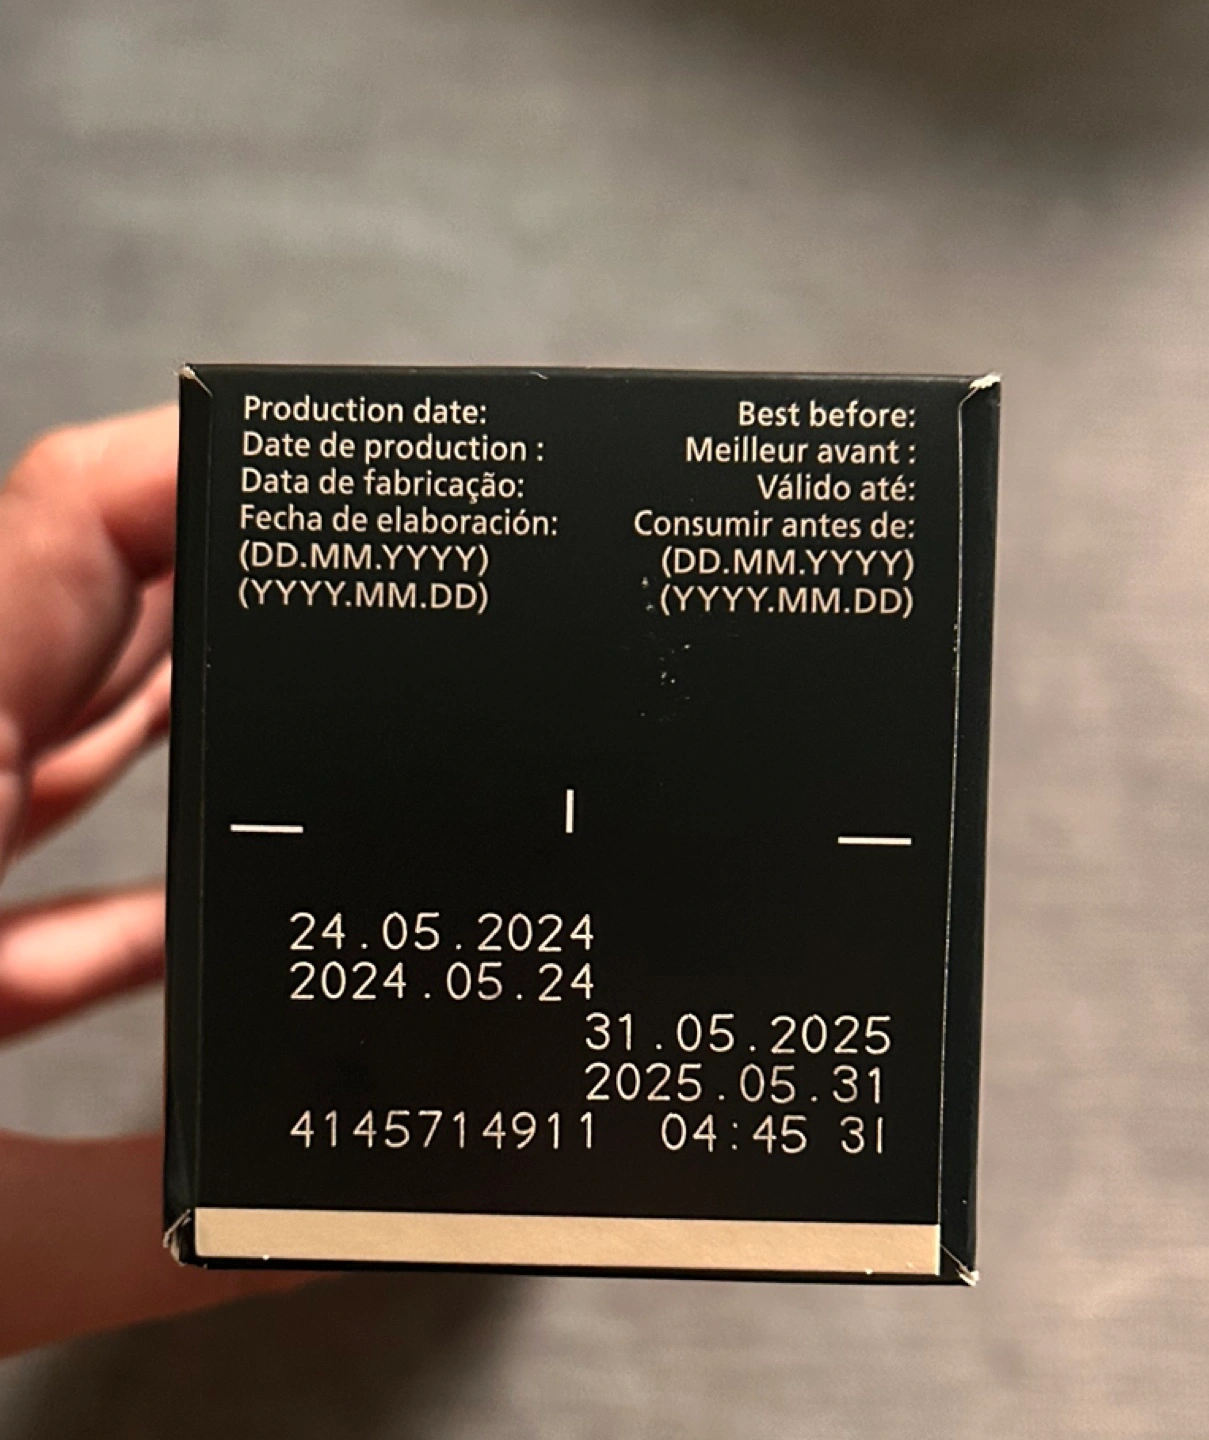 Production date:
Date de production :
Data de fabricação:
Fecha de elaboración:
(DD.MM.YYYY)
(YYYY.MM.DD)
Best before:
Meilleur avant :
Válido até:
Consumir antes de:
(DD.MM.YYYY)
(YYYY.MM.DD)
24.05.2024
2024.05.24
31.05.2025
2025.05.31
4145714911 04:45 31